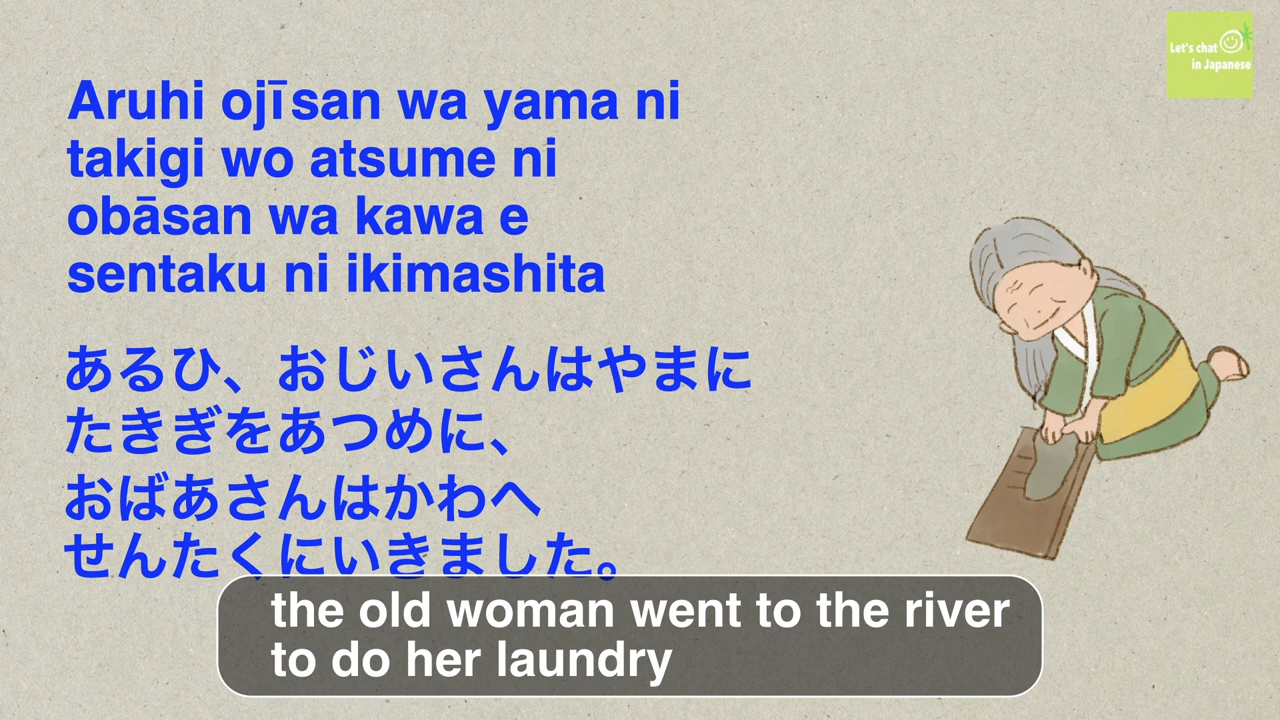 Let's chat
in Japanese
Aruhi ojīsan wa yama ni
takigi wo atsume ni
obāsan wa kawa e
sentaku ni ikimashita
あるひ、おじいさんはやまに
たきぎをあつめに、
おばあさんはかわへ
せんたくにいきました。
the old woman went to the river
to do her laundry